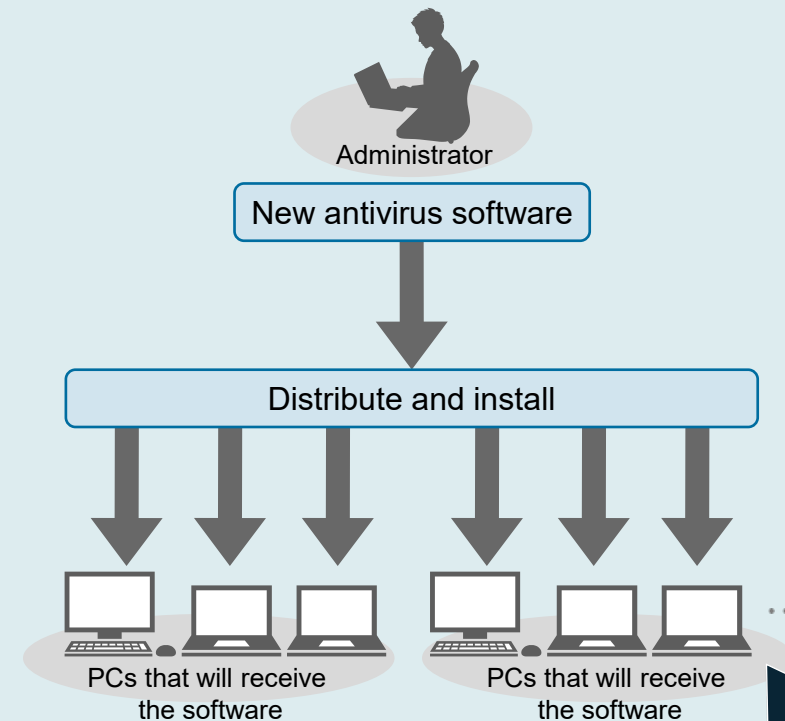 Administrator
New antivirus software
Distribute and install
PCs that will receive
the software
PCs that will receive
the software